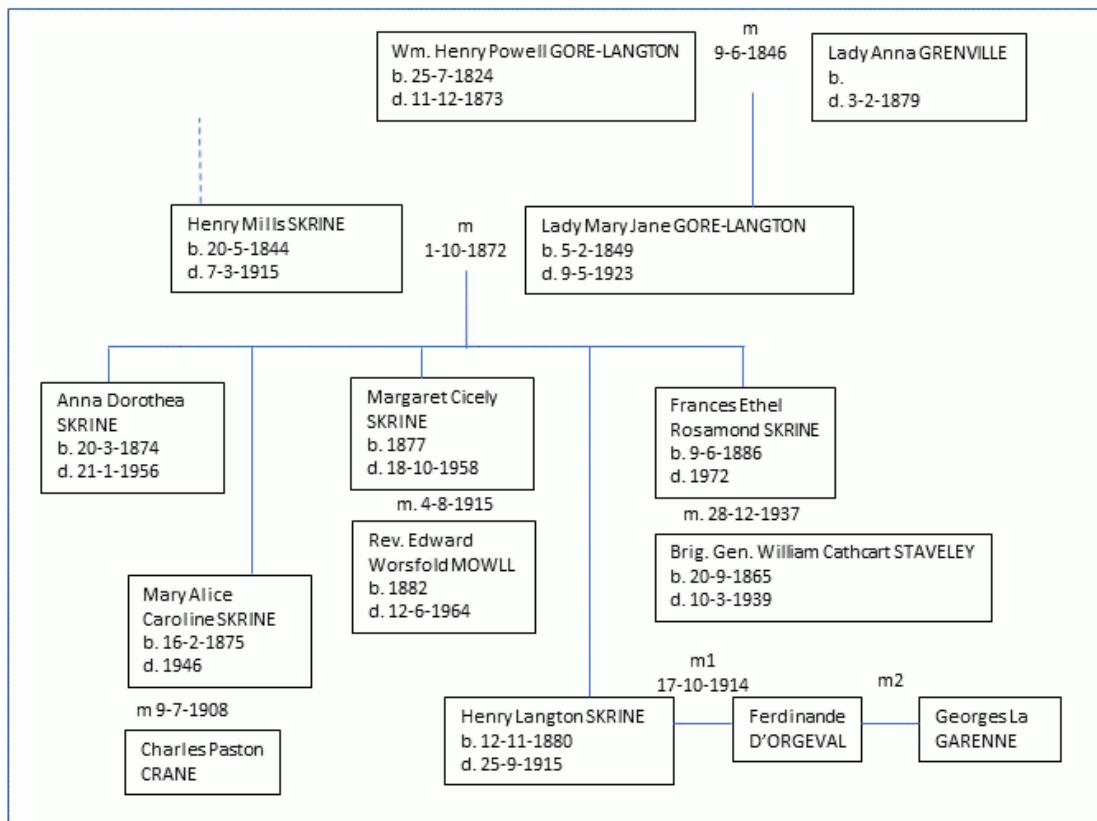 Wm. Henry Powell GORE-LANGTON
b. 25-7-1824
d. 11-12-1873
m
9-6-1846
Lady Anna GRENVILLE
b.
d. 3-2-1879
Henry Mills SKRINE
b. 20-5-1844
d. 7-3-1915
m
1-10-1872
Lady Mary Jane GORE-LANGTON
b. 5-2-1849
d. 9-5-1923
Anna Dorothea
SKRINE
b. 20-3-1874
d. 21-1-1956
Margaret Cicely
SKRINE
b. 1877
d. 18-10-1958
m. 4-8-1915
Rev. Edward
Worsfold MOWLL
b. 1882
d. 12-6-1964
Frances Ethel
Rosamond SKRINE
b. 9-6-1886
d. 1972
m. 28-12-1937
Brig. Gen. William Cathcart STAVELEY
b. 20-9-1865
d. 10-3-1939
Mary Alice
Caroline SKRINE
b. 16-2-1875
d. 1946
m 9-7-1908
Charles Paston
CRANE
Henry Langton SKRINE
b. 12-11-1880
d. 25-9-1915
m1
17-10-1914
Ferdinande
D’ORGEVAL
m2
Georges La
GARENNE